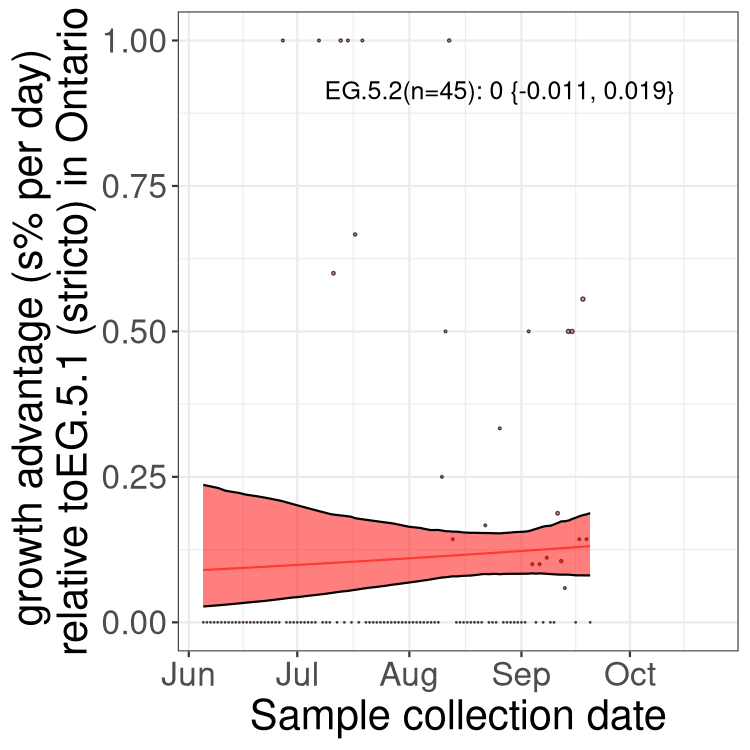 growth advantage (s% per day)
relative toEG.5.1 (stricto) in Ontario
1.00
0.75
0.50
0.25
0.00
EG.5.2(n=45): 0 {-0.011, 0.019}
Jun Jul Aug Sep Oct
Sample collection date